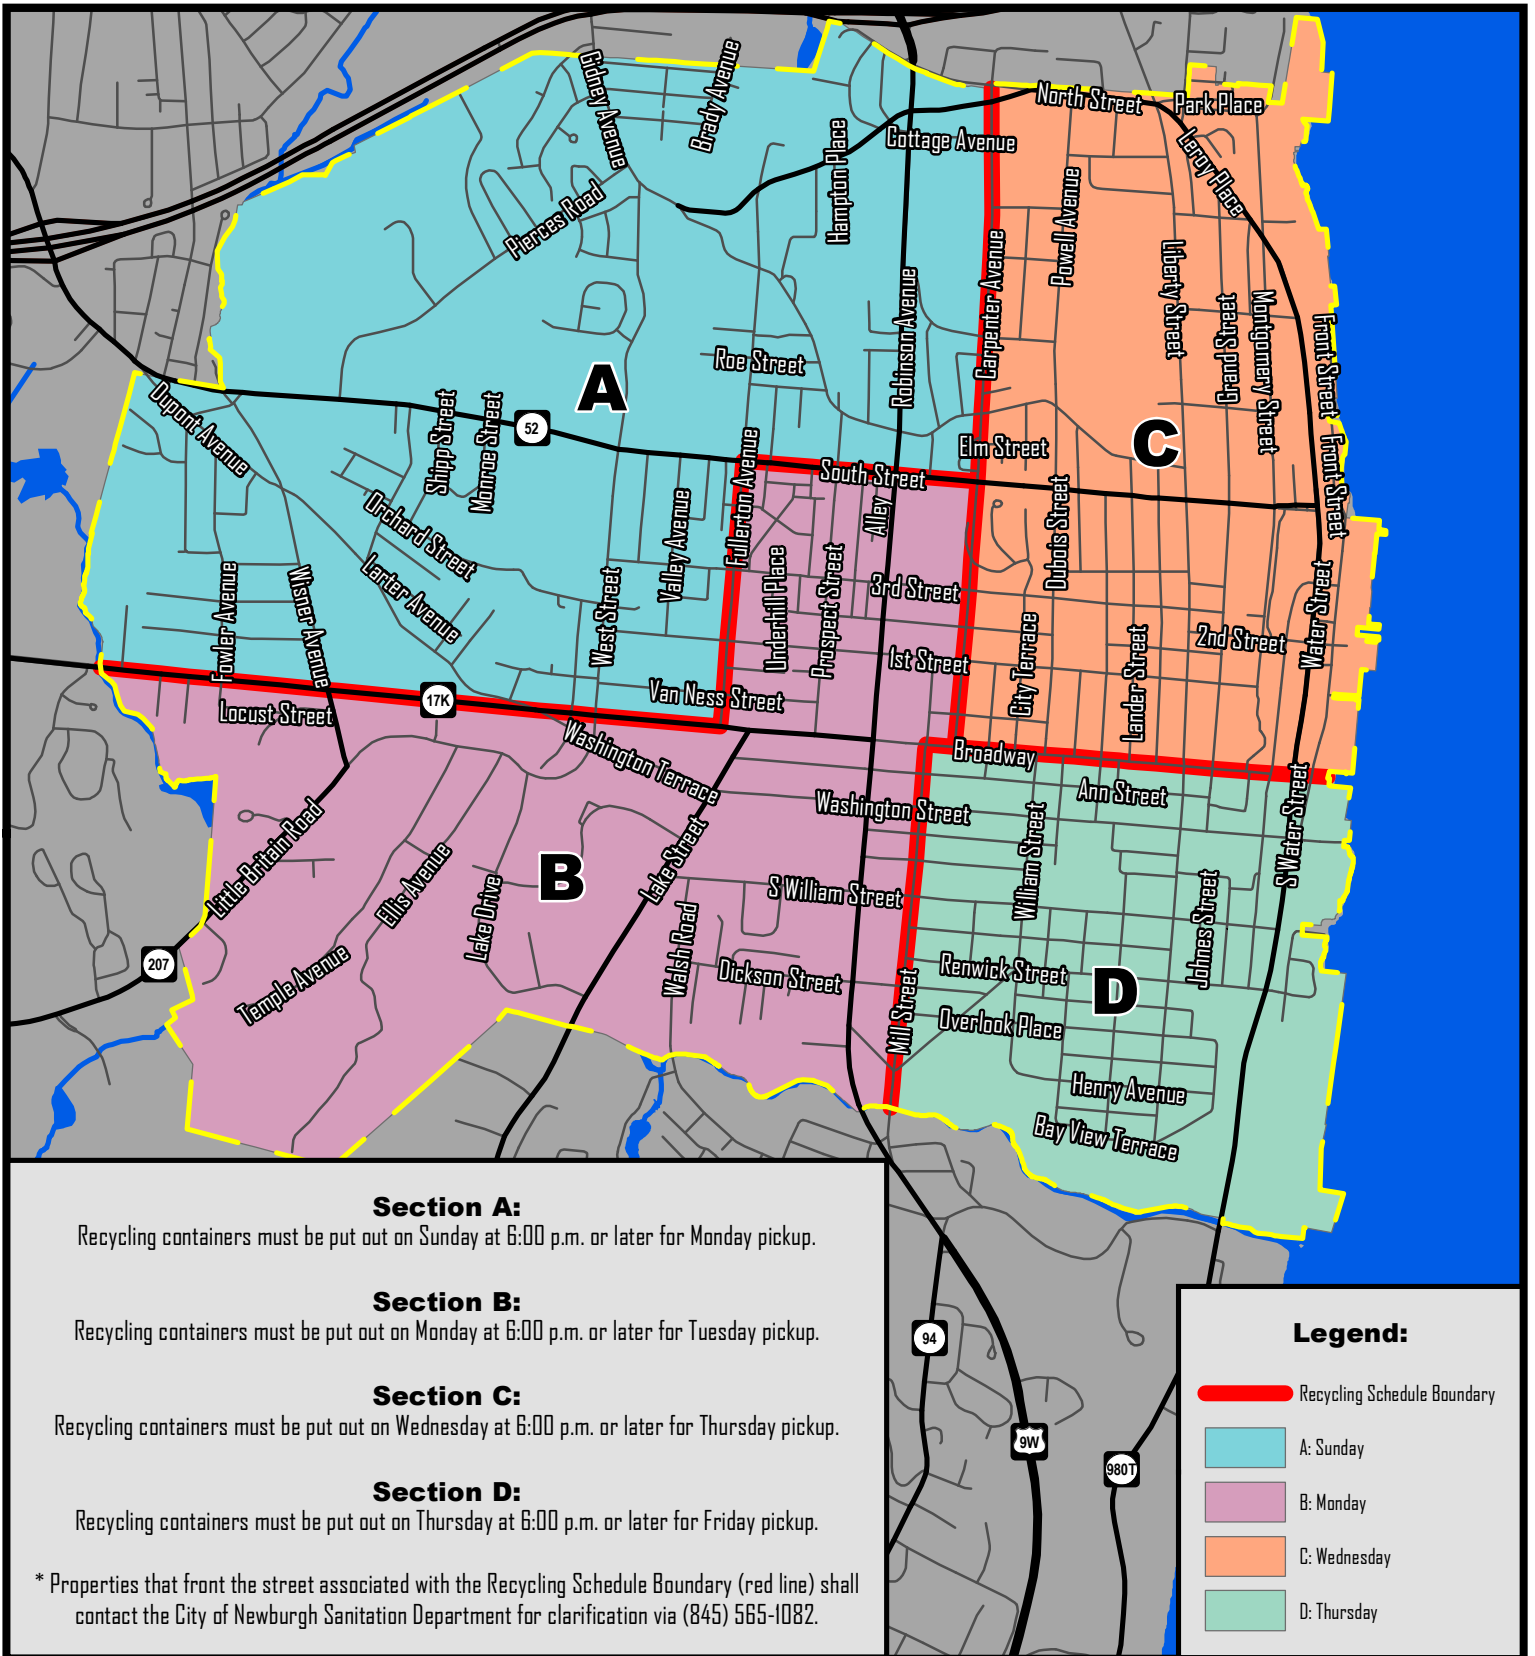 Gidney Avenue
Brady Avenue
North Street
Park Place
Cottage Avenue
Hampton Place
Leroy Place
Pierces Road
Powell Avenue
Carpenter Avenue
Robinson Avenue
Liberty Street
Grand Street
Montgomery Street
Front Street
Roe Street
A
Dupont Avenue
Shipp Street
Monroe Street
52
Fullerton Avenue
Elm Street
C
Front Street
South Street
Alley
Orchard Street
Valley Avenue
Dubois Street
Larter Avenue
Underhill Place
Prospect Street
3rd Street
Fowler Avenue
Wisner Avenue
West Street
Water Street
City Terrace
Lander Street
2nd Street
1st Street
Van Ness Street
17K
Locust Street
Washington Terrace
Broadway
Ann Street
Washington Street
S Water Street
William Street
Little Britain Road
Ellis Avenue
Lake Drive
B
Lake Street
S William Street
Walsh Road
Johnes Street
207
Temple Avenue
Dickson Street
Renwick Street
D
Mill Street
Overlook Place
Henry Avenue
Bay View Terrace
Section A:
Recycling containers must be put out on Sunday at 6:00 p.m. or later for Monday pickup.
Section B:
Recycling containers must be put out on Monday at 6:00 p.m. or later for Tuesday pickup.
Section C:
Recycling containers must be put out on Wednesday at 6:00 p.m. or later for Thursday pickup.
Section D:
Recycling containers must be put out on Thursday at 6:00 p.m. or later for Friday pickup.
* Properties that front the street associated with the Recycling Schedule Boundary (red line) shall
contact the City of Newburgh Sanitation Department for clarification via (845) 565-1082.
94
9W
980T
Legend:
Recycling Schedule Boundary
A: Sunday
B: Monday
C: Wednesday
D: Thursday